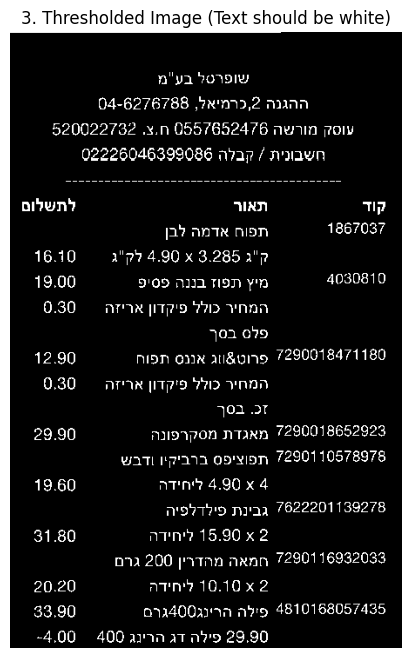 3. Thresholded Image (Text should be white)
שופרסל בע"מ
ההגנה 2,כרמיאל, 04-6276788
עוסק מורשה 0557652476 ח.צ. 520022732
חשבונית / קבלה 02226046399086
קוד תאור לתשלום
1867037 תפוח אדמה לבן
ק"ג 3.285 x 4.90 לק"ג 16.10
4030810 מיץ תפוז בננה פסיפ 19.00
המחיר כולל פיקדון אריזה 0.30
פלס בסך
7290018471180 פרוט&ווג אננס תפוח 12.90
המחיר כולל פיקדון אריזה 0.30
זכ. בסך
7290018652923 מאגדת מסקרפונה 29.90
7290110578978 תפוציפס ברביקיו ודבש
4 x 4.90 ליחידה 19.60
7622201139278 גבינת פילדלפיה
2 x 15.90 ליחידה 31.80
7290116932033 חמאה מהדרין 200 גרם
2 x 10.10 ליחידה 20.20
4810168057435 פילה הרינג400גרם 33.90
29.90 פילה דג הרינג 400 -4.00